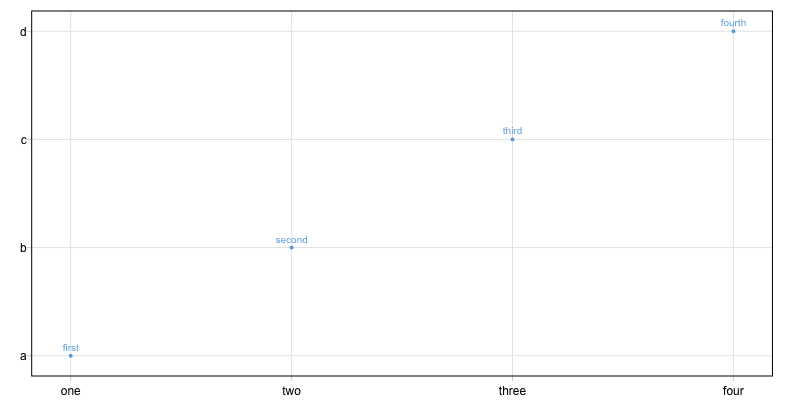 fourth
d
third
c
second
b
first
a
one two three four